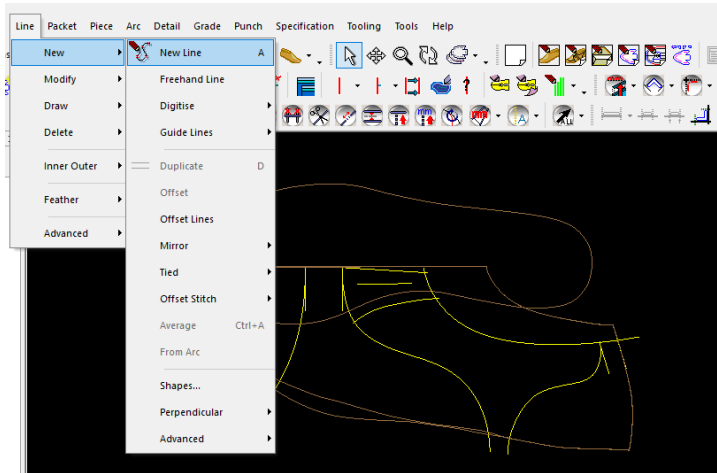 Line Packet Piece Arc Detail Grade Punch Specification Tooling Tools Help
New
Modify
Draw
Delete
Inner Outer
Feather
Advanced
New Line A
Freehand Line
Digitise
Guide Lines
Duplicate D
Offset
Offset Lines
Mirror
Tied
Offset Stitch
Average Ctrl+A
From Arc
Shapes...
Perpendicular
Advanced